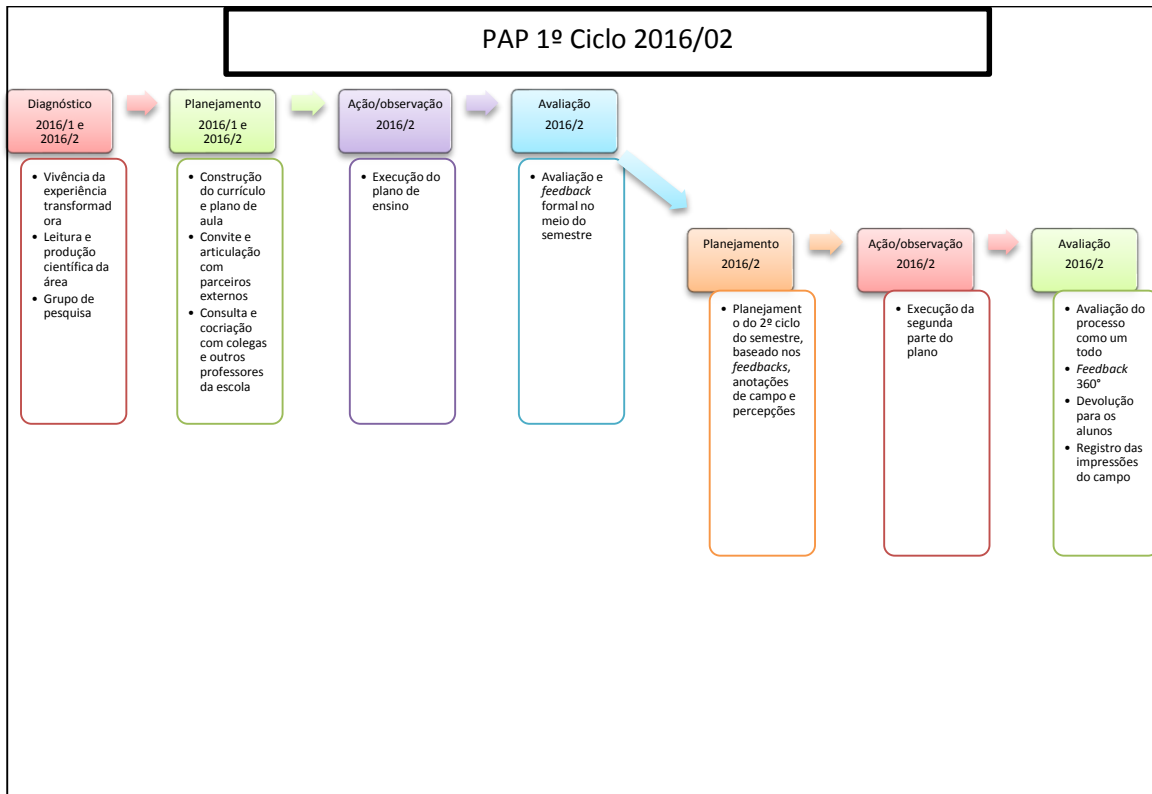 PAP 1º Ciclo 2016/02
Diagnóstico
2016/1 e
2016/2
• Vivência da
experiência
transformad
ora
• Leitura e
produção
científica da
área
• Grupo de
pesquisa
Planejamento
2016/1 e
2016/2
• Construção
do currículo
e plano de
aula
• Convite e
articulação
com
parceiros
externos
• Consulta e
cocriação
com colegas
e outros
professores
da escola
Ação/observação
2016/2
• Execução do
plano de
ensino
Avaliação
2016/2
• Avaliação e
feedback
formal no
meio do
semestre
Planejamento
2016/2
• Planejament
o do 2º ciclo
do semestre,
baseado nos
feedbacks,
anotações
de campo e
percepções
Ação/observação
2016/2
• Execução da
segunda
parte do
plano
Avaliação
2016/2
• Avaliação do
processo
como um
todo
• Feedback
360°
• Devolução
para os
alunos
• Registro das
impressões
do campo